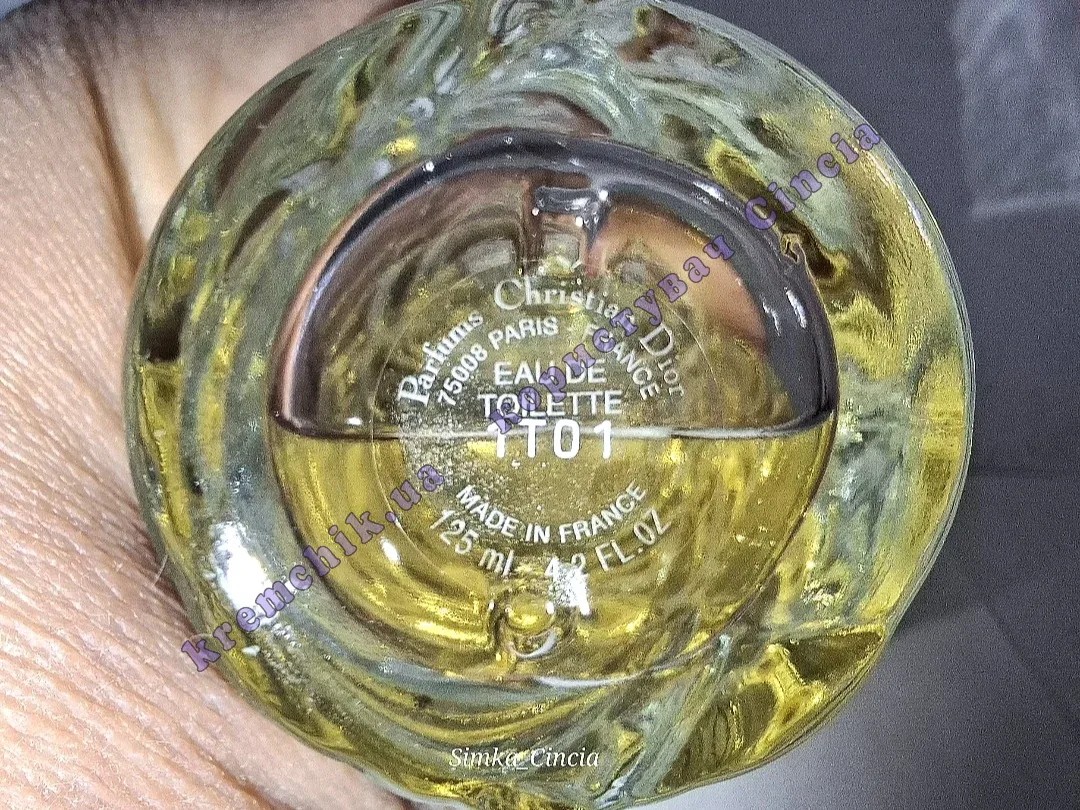 Parfums Christian Dior
75008 PARIS - FRANCE
EAU DE
TOILETTE
1T01
MADE IN FRANCE
125 ml 4.2 FL.OZ
kremchik.ua користувач Cincia
Simka_Cincia